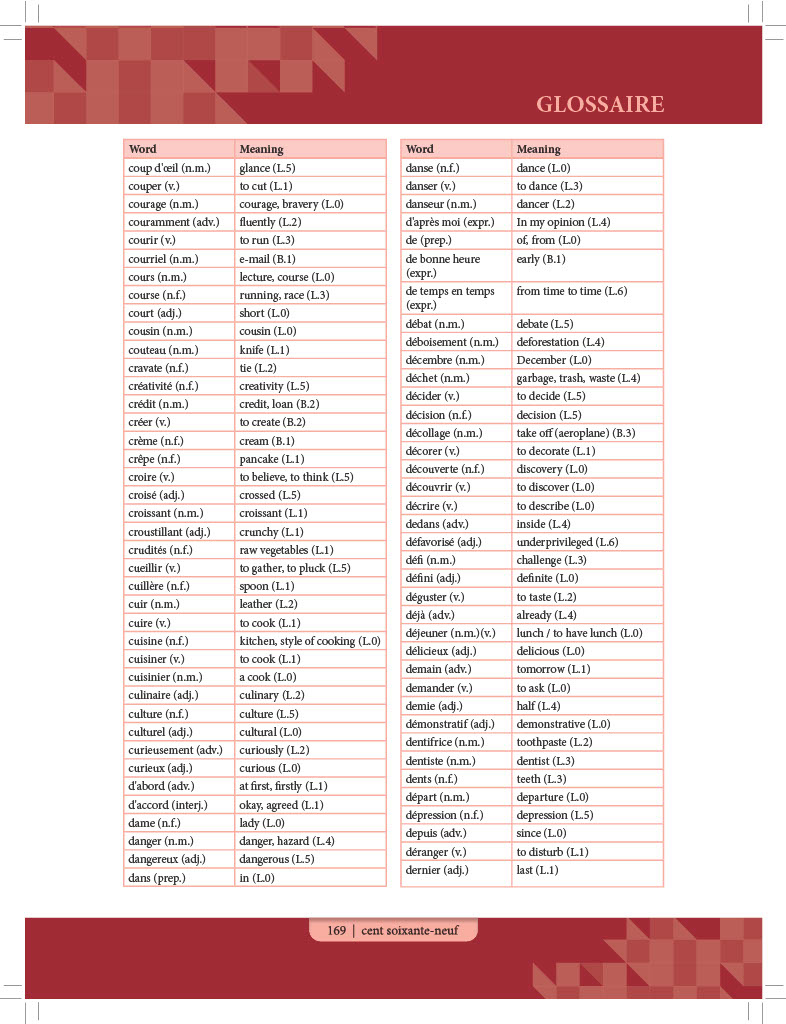 GLOSSAIRE
Word Meaning
coup d'œil (n.m.) glance (L.5)
couper (v.) to cut (L.1)
courage (n.m.) courage, bravery (L.0)
couramment (adv.) fluently (L.2)
courir (v.) to run (L.3)
courriel (n.m.) e-mail (B.1)
cours (n.m.) lecture, course (L.0)
course (n.f.) running, race (L.3)
court (adj.) short (L.0)
cousin (n.m.) cousin (L.0)
couteau (n.m.) knife (L.1)
cravate (n.f.) tie (L.2)
créativité (n.f.) creativity (L.5)
crédit (n.m.) credit, loan (B.2)
créer (v.) to create (B.2)
crème (n.f.) cream (B.1)
crêpe (n.f.) pancake (L.1)
croire (v.) to believe, to think (L.5)
croisé (adj.) crossed (L.5)
croissant (n.m.) croissant (L.1)
croustillant (adj.) crunchy (L.1)
crudités (n.f.) raw vegetables (L.1)
cueillir (v.) to gather, to pluck (L.5)
cuillère (n.f.) spoon (L.1)
cuir (n.m.) leather (L.2)
cuire (v.) to cook (L.1)
cuisine (n.f.) kitchen, style of cooking (L.0)
cuisiner (v.) to cook (L.1)
cuisinier (n.m.) a cook (L.0)
culinaire (adj.) culinary (L.2)
culture (n.f.) culture (L.5)
culturel (adj.) cultural (L.0)
curieusement (adv.) curiously (L.2)
curieux (adj.) curious (L.0)
d'abord (adv.) at first, firstly (L.1)
d'accord (interj.) okay, agreed (L.1)
dame (n.f.) lady (L.0)
danger (n.m.) danger, hazard (L.4)
dangereux (adj.) dangerous (L.5)
dans (prep.) in (L.0)
Word Meaning
danse (n.f.) dance (L.0)
danser (v.) to dance (L.3)
danseur (n.m.) dancer (L.2)
d'après moi (expr.) In my opinion (L.4)
de (prep.) of, from (L.0)
de bonne heure early (B.1)
(expr.)
de temps en temps from time to time (L.6)
(expr.)
débat (n.m.) debate (L.5)
déboisement (n.m.) deforestation (L.4)
décembre (n.m.) December (L.0)
déchet (n.m.) garbage, trash, waste (L.4)
décider (v.) to decide (L.5)
décision (n.f.) decision (L.5)
décollage (n.m.) take off (aeroplane) (B.3)
décorer (v.) to decorate (L.1)
découverte (n.f.) discovery (L.0)
découvrir (v.) to discover (L.0)
décrire (v.) to describe (L.0)
dedans (adv.) inside (L.4)
défavorisé (adj.) underprivileged (L.6)
défi (n.m.) challenge (L.3)
défini (adj.) definite (L.0)
déguster (v.) to taste (L.2)
déjà (adv.) already (L.4)
déjeuner (n.m.)(v.) lunch / to have lunch (L.0)
délicieux (adj.) delicious (L.0)
demain (adv.) tomorrow (L.1)
demander (v.) to ask (L.0)
demie (adj.) half (L.4)
démonstratif (adj.) demonstrative (L.0)
dentifrice (n.m.) toothpaste (L.2)
dentiste (n.m.) dentist (L.3)
dents (n.f.) teeth (L.3)
départ (n.m.) departure (L.0)
dépression (n.f.) depression (L.5)
depuis (adv.) since (L.0)
déranger (v.) to disturb (L.1)
dernier (adj.) last (L.1)
169 | cent soixante-neuf